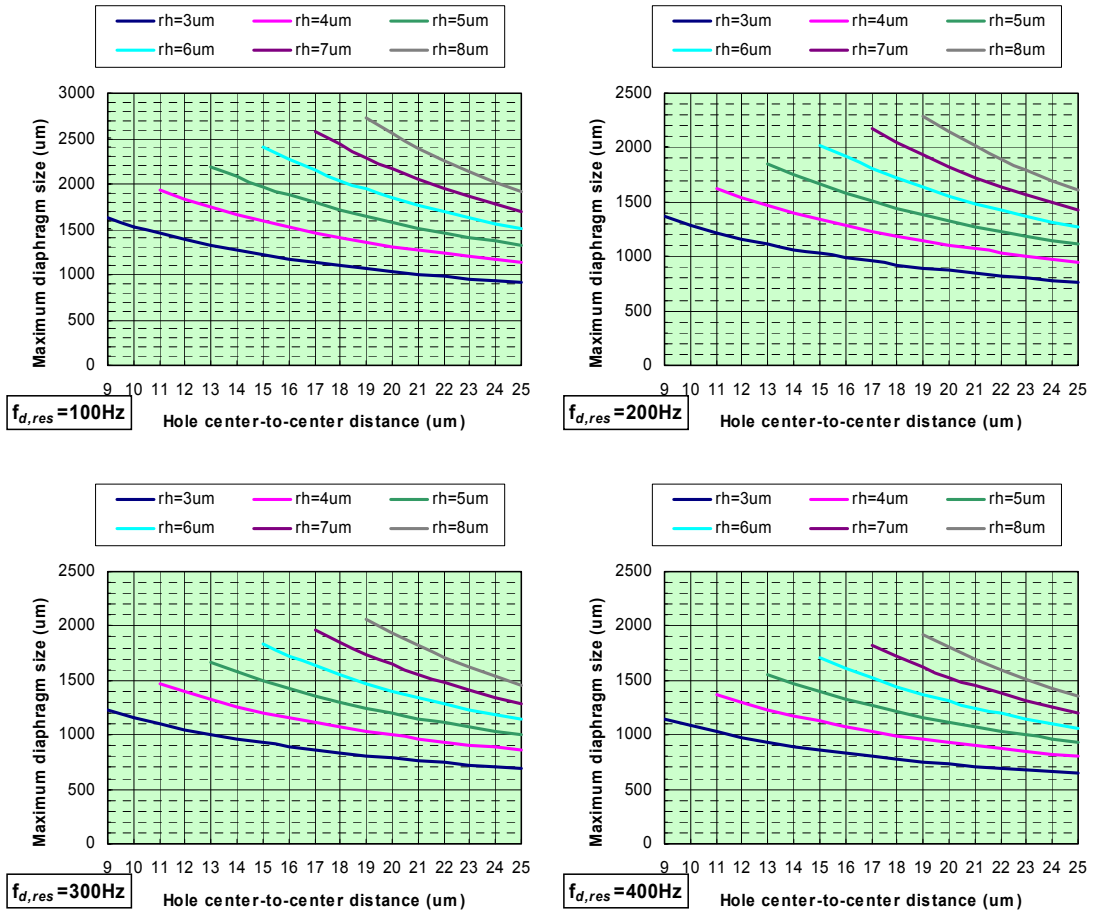 rh=3um rh=4um rh=5um
rh=6um rh=7um rh=8um
Maximum diaphragm size (um)
3000
2500
2000
1500
1000
500
0
9 10 11 12 13 14 15 16 17 18 19 20 21 22 23 24 25
Hole center-to-center distance (um)
fd,res=100Hz
rh=3um rh=4um rh=5um
rh=6um rh=7um rh=8um
Maximum diaphragm size (um)
2500
2000
1500
1000
500
0
9 10 11 12 13 14 15 16 17 18 19 20 21 22 23 24 25
Hole center-to-center distance (um)
fd,res=200Hz
rh=3um rh=4um rh=5um
rh=6um rh=7um rh=8um
Maximum diaphragm size (um)
2500
2000
1500
1000
500
0
9 10 11 12 13 14 15 16 17 18 19 20 21 22 23 24 25
Hole center-to-center distance (um)
fd,res=300Hz
rh=3um rh=4um rh=5um
rh=6um rh=7um rh=8um
Maximum diaphragm size (um)
2500
2000
1500
1000
500
0
9 10 11 12 13 14 15 16 17 18 19 20 21 22 23 24 25
Hole center-to-center distance (um)
fd,res=400Hz